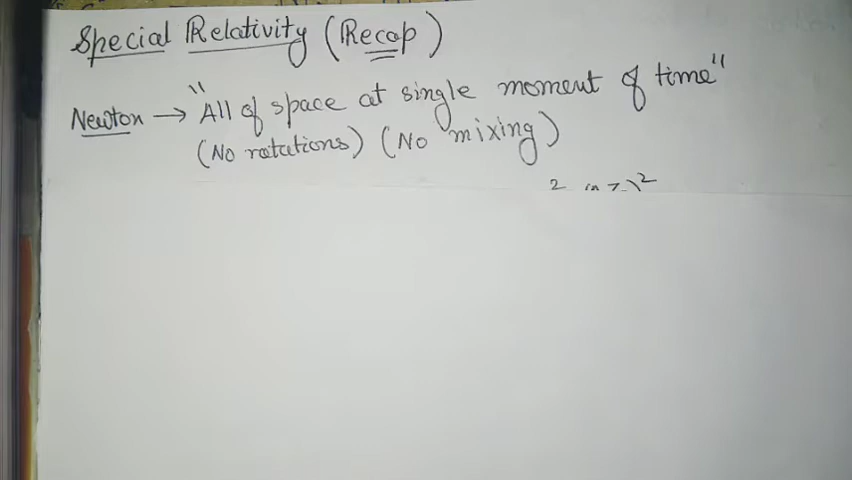 Special Relativity (Recap)
Newton → "All of space at single moment of time"
(No rotations) (No mixing)